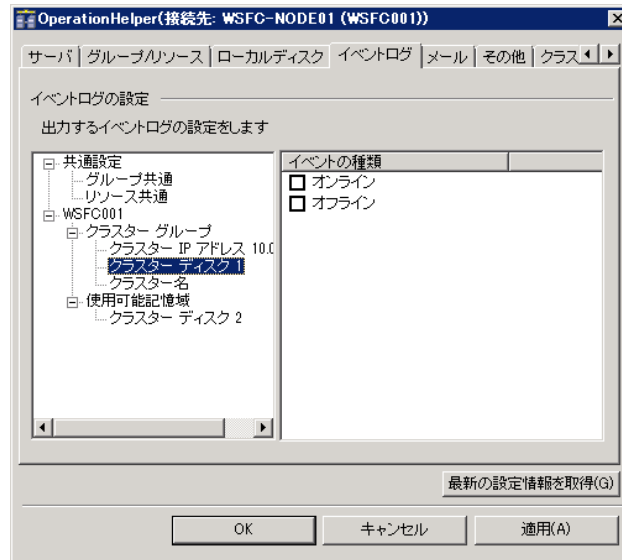 OperationHelper(接続先: WSFC-NODE01 (WSFC001))
サーバ グループ/リソース ローカルディスク イベントログ メール その他 クラス
イベントログの設定
出力するイベントログの設定をします
共通設定
グループ共通
リソース共通
WSFC001
クラスター グループ
クラスター IP アドレス 10.0
クラスター ディスク 1
クラスター名
使用可能記憶域
クラスター ディスク 2
イベントの種類
オンライン
オフライン
最新の設定情報を取得(G)
OK キャンセル 適用(A)